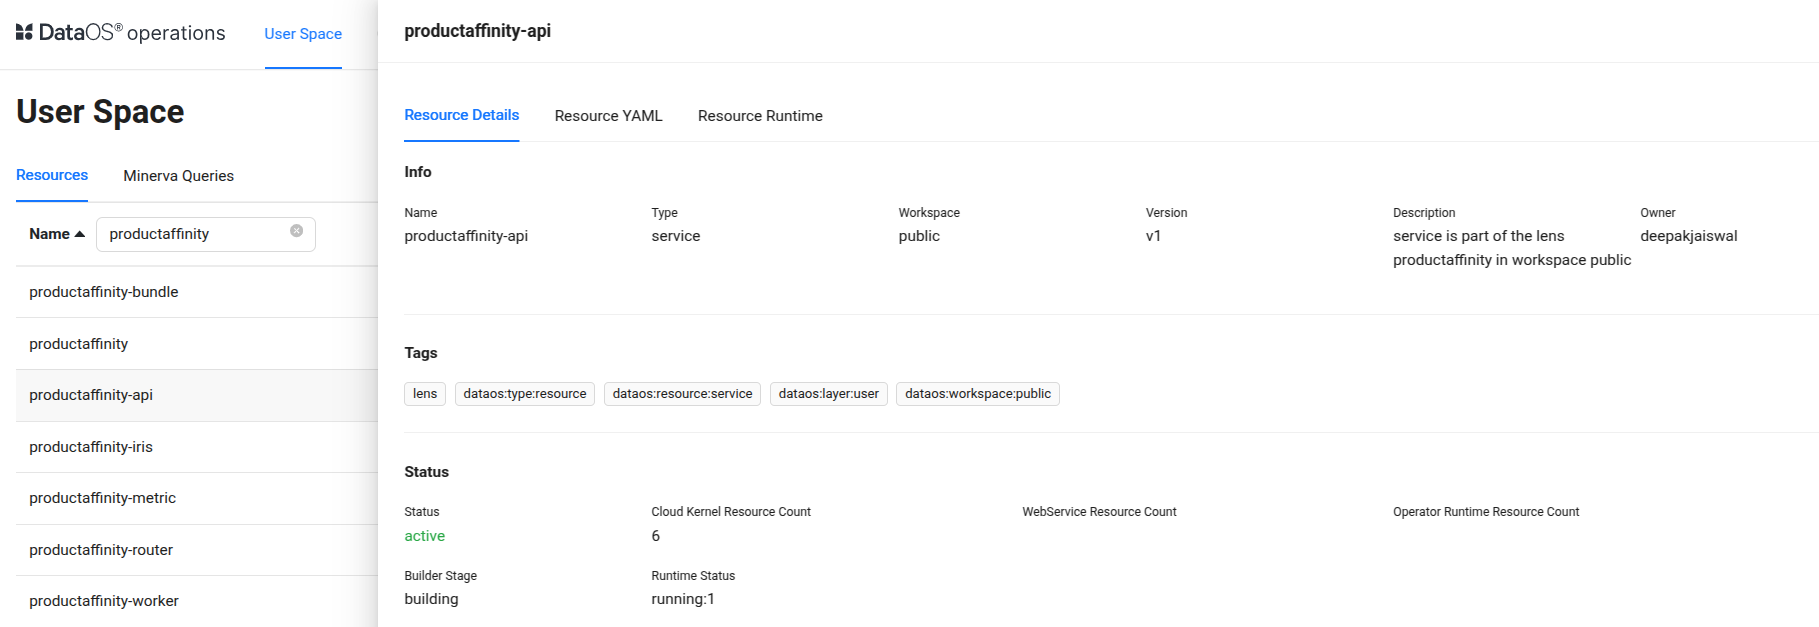 DataOS® operations
User Space
User Space
Resources
Minerva Queries
Name
productaffinity
productaffinity-bundle
productaffinity
productaffinity-api
productaffinity-iris
productaffinity-metric
productaffinity-router
productaffinity-worker
productaffinity-api
Resource Details
Resource YAML
Resource Runtime
Info
Name
productaffinity-api
Type
service
Workspace
public
Version
v1
Description
service is part of the lens
productaffinity in workspace public
Owner
deepakjaiswal
Tags
lens
dataos:type:resource
dataos:resource:service
dataos:layer:user
dataos:workspace:public
Status
Status
active
Cloud Kernel Resource Count
6
WebService Resource Count
Operator Runtime Resource Count
Builder Stage
building
Runtime Status
running:1